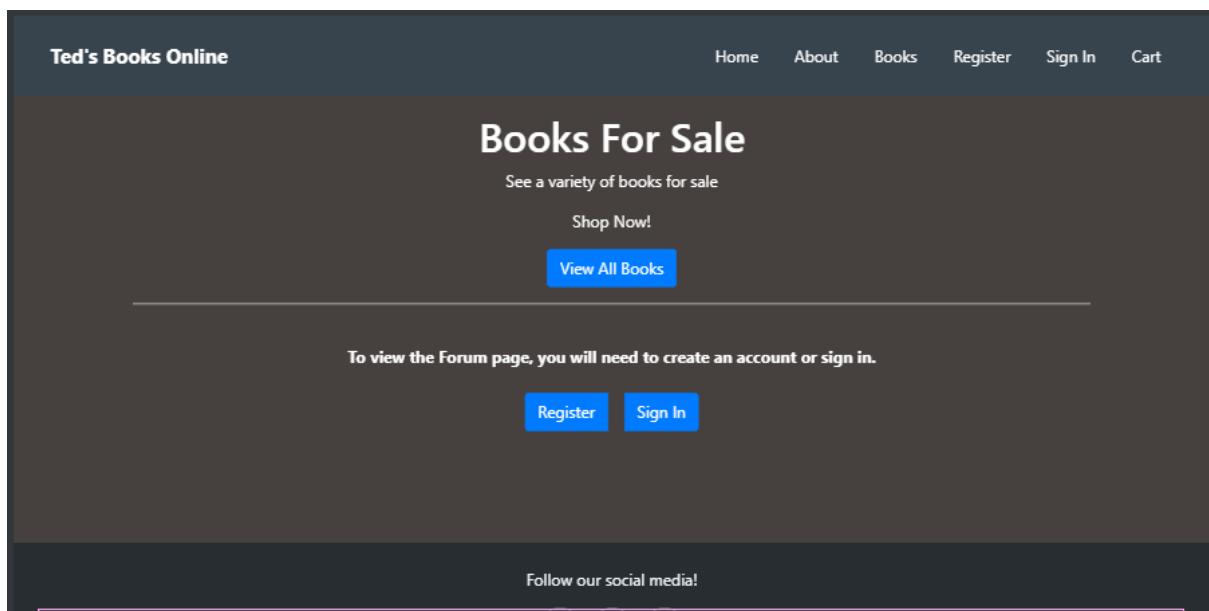 Ted's Books Online
Home About Books Register Sign In Cart
Books For Sale
See a variety of books for sale
Shop Now!
View All Books
To view the Forum page, you will need to create an account or sign in.
Register Sign In
Follow our social media!